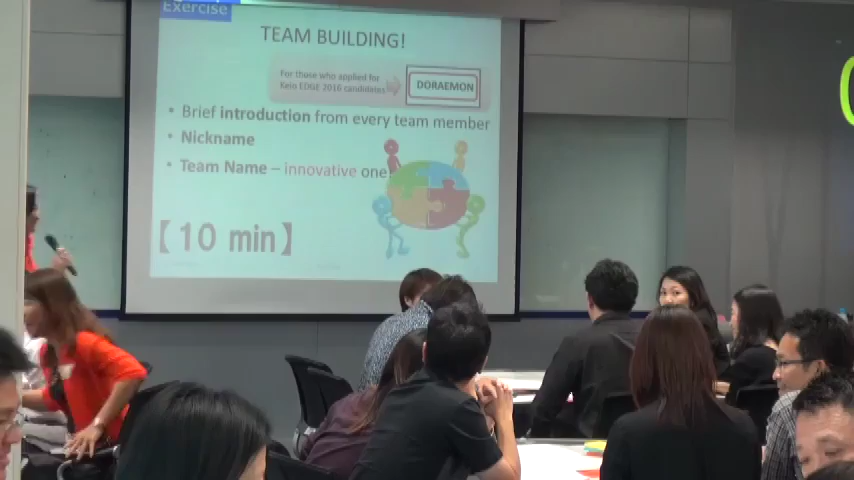 Exercise
TEAM BUILDING!
For those who applied for
Keio EDGE 2016 candidates
DORAEMON
• Brief introduction from every team member
• Nickname
• Team Name – innovative one!
【10 min】